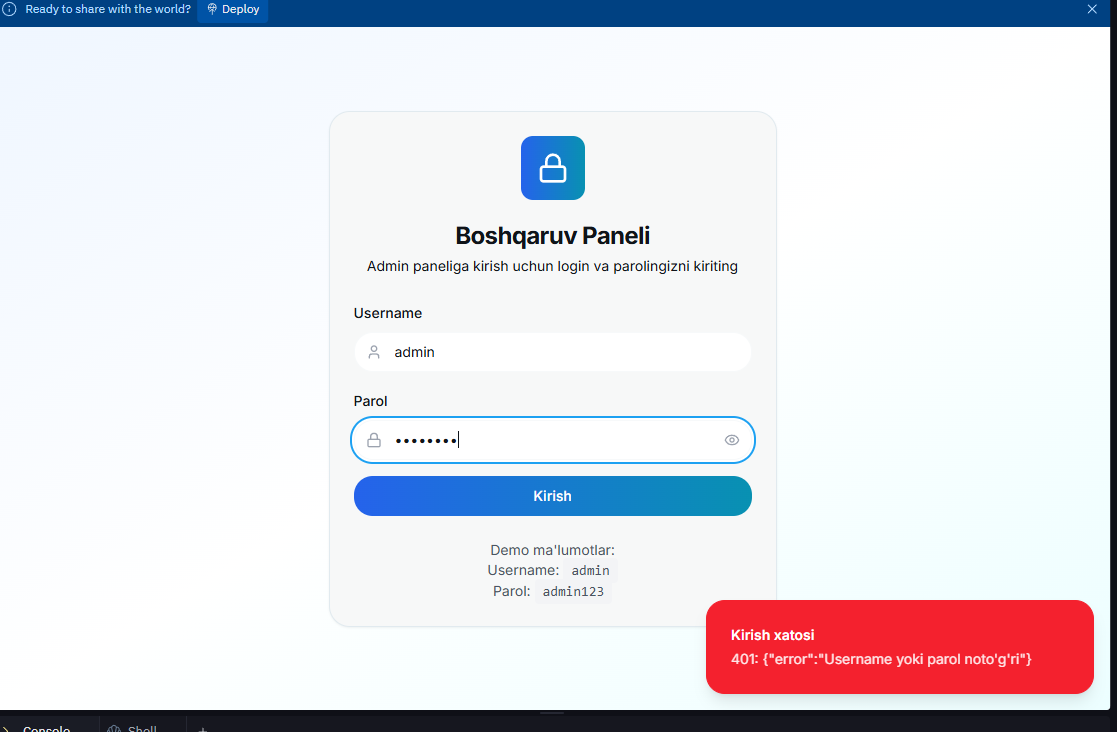 Ready to share with the world? Deploy
Boshqaruv Paneli
Admin paneliga kirish uchun login va parolingizni kiriting
Username
admin
Parol
Kirish
Demo ma'lumotlar:
Username: admin
Parol: admin123
Kirish xatosi
401: {"error":"Username yoki parol noto'g'ri"}
Console Shell